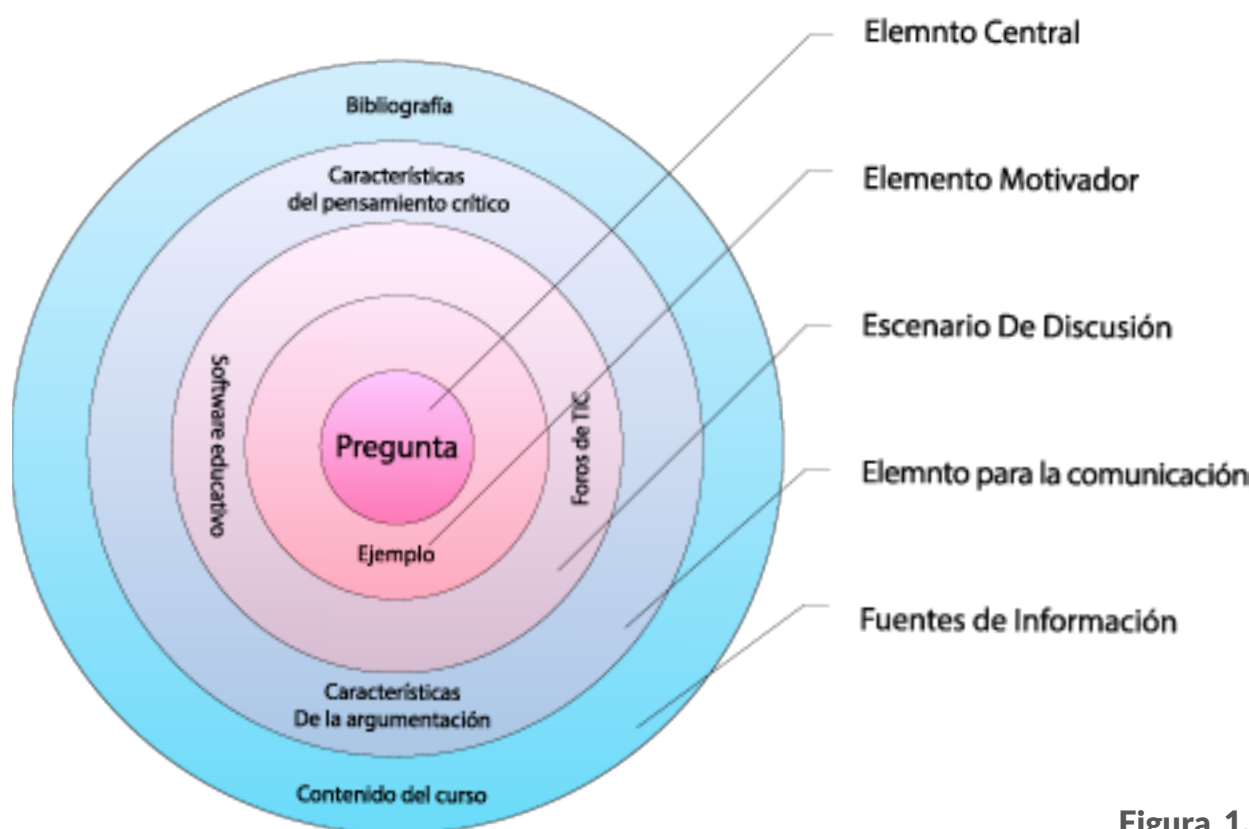 Elemnto Central
Elemento Motivador
Escenario De Discusión
Elemnto para la comunicación
Fuentes de Información
Bibliografía
Características
del pensamiento crítico
Software educativo
Foros de TIC
Pregunta
Ejemplo
Características
De la argumentación
Contenido del curso
Figura 1.